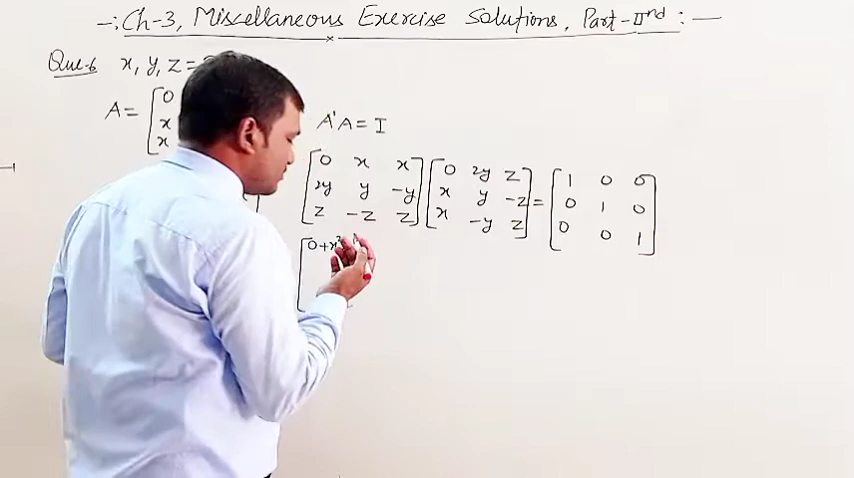 -: Ch-3, Miscellaneous Exercise Solutions, Part-IInd : —
Que-6 x, y, z =
A = [0
x
x
A'A = I
[0 x x] [0 2y z] = [1 0 0]
[2y y -y] [x y -z] [0 1 0]
[z -z z] [x -y z] [0 0 1]
[0+x²